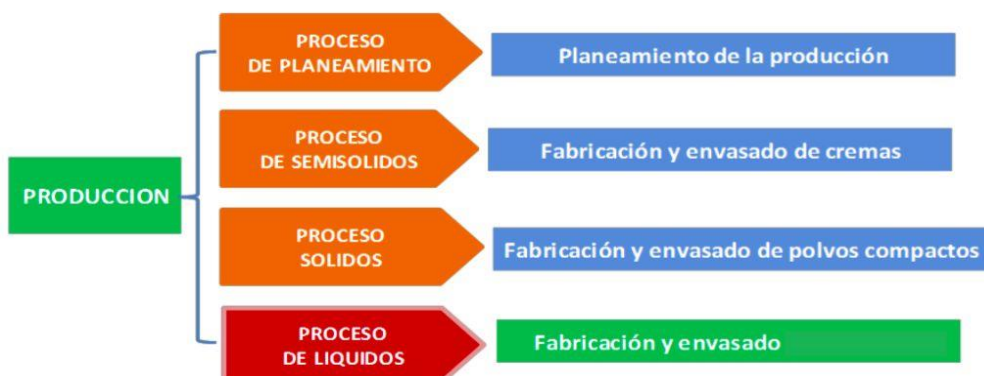 PROCESO
DE PLANEAMIENTO
Planeamiento de la producción
PROCESO
DE SEMISOLIDOS
Fabricación y envasado de cremas
PRODUCCION
PROCESO
SOLIDOS
Fabricación y envasado de polvos compactos
PROCESO
DE LIQUIDOS
Fabricación y envasado